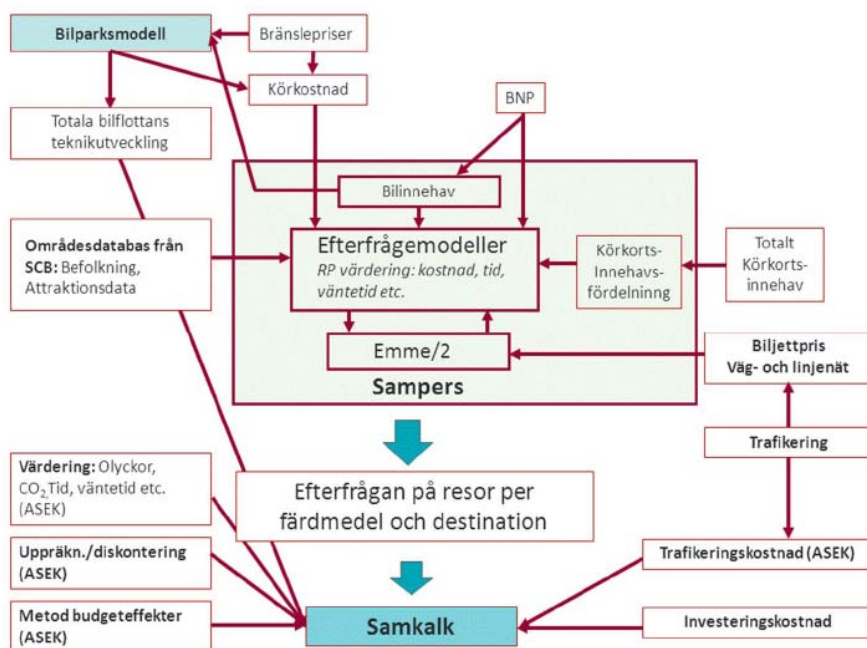 Bilparksmodell
Bränslepriser
Körkostnad
BNP
Totala bilflottans
teknikutveckling
Bilinnehav
Områdesdatabas från
SCB: Befolkning,
Attraktionsdata
Efterfrågemodeller
RP värdering: kostnad, tid,
väntetid etc.
Körkorts-
Innehavs-
fördelninng
Totalt
Körkorts-
innehav
Emme/2
Sampers
Biljettpris
Väg- och linjenät
Trafikering
Värdering: Olyckor,
CO2,Tid, väntetid etc.
(ASEK)
Efterfrågan på resor per
färdmedel och destination
Uppräkn./diskontering
(ASEK)
Trafikeringskostnad (ASEK)
Metod budgeteffekter
(ASEK)
Samkalk
Investeringskostnad